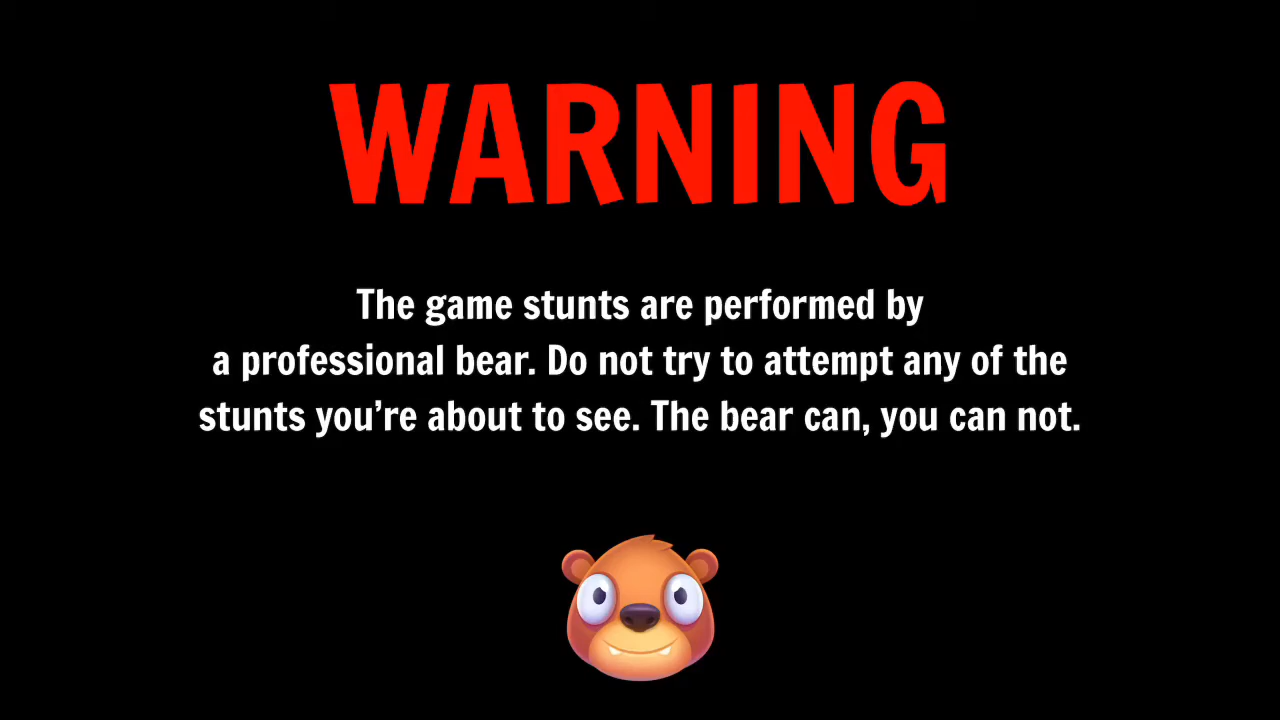 WARNING
The game stunts are performed by
a professional bear. Do not try to attempt any of the
stunts you’re about to see. The bear can, you can not.